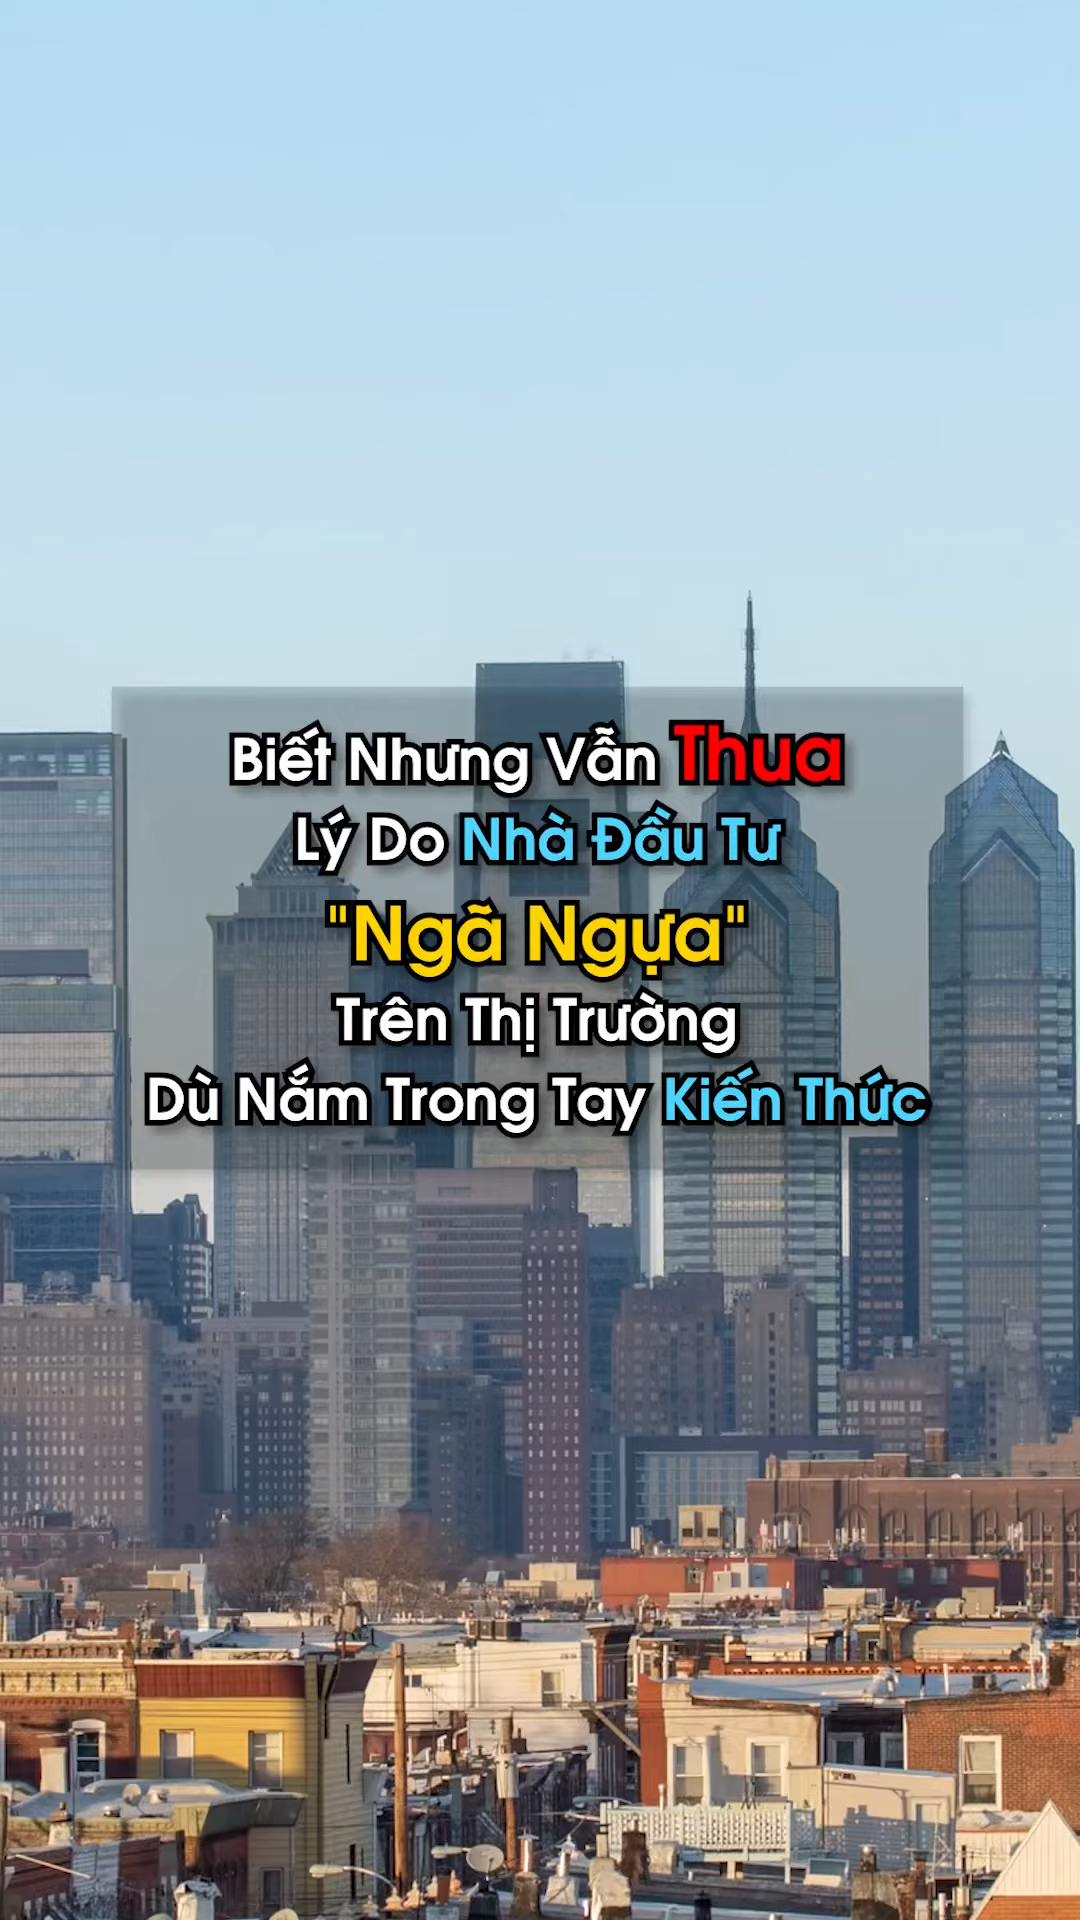 Biết Nhưng Vẫn Thua
Lý Do Nhà Đầu Tư
"Ngã Ngựa"
Trên Thị Trường
Dù Nắm Trong Tay Kiến Thức